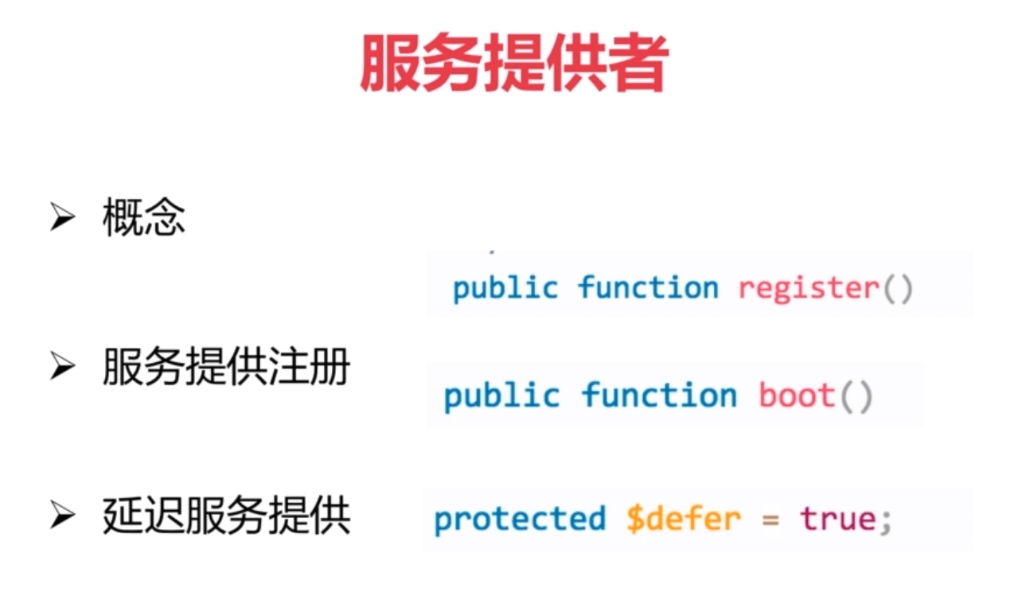 服务提供者
概念
public function register()
服务提供注册
public function boot()
延迟服务提供
protected $defer = true;